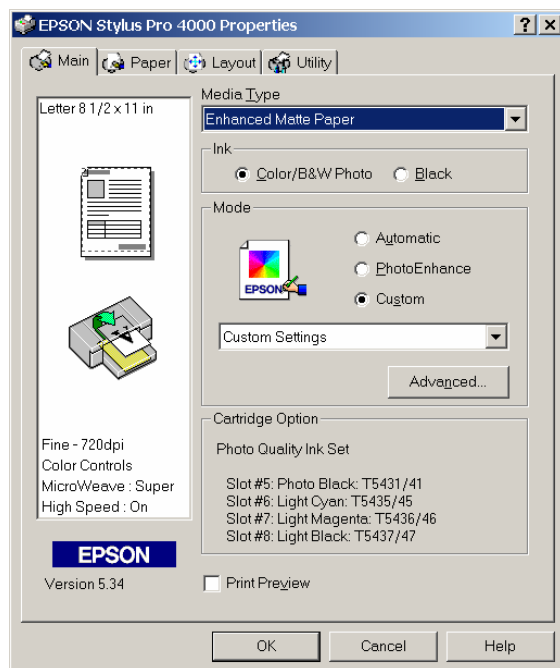 EPSON Stylus Pro 4000 Properties
Main
Paper
Layout
Utility
Letter 8 1/2 x 11 in
Media Type
Enhanced Matte Paper
Ink
Color/B&W Photo
Black
Mode
Automatic
PhotoEnhance
Custom
EPSON
Custom Settings
Advanced...
Cartridge Option
Photo Quality Ink Set
Slot #5: Photo Black: T5431/41
Slot #6: Light Cyan: T5435/45
Slot #7: Light Magenta: T5436/46
Slot #8: Light Black: T5437/47
Fine - 720dpi
Color Controls
MicroWeave : Super
High Speed : On
EPSON
Version 5.34
Print Preview
OK
Cancel
Help